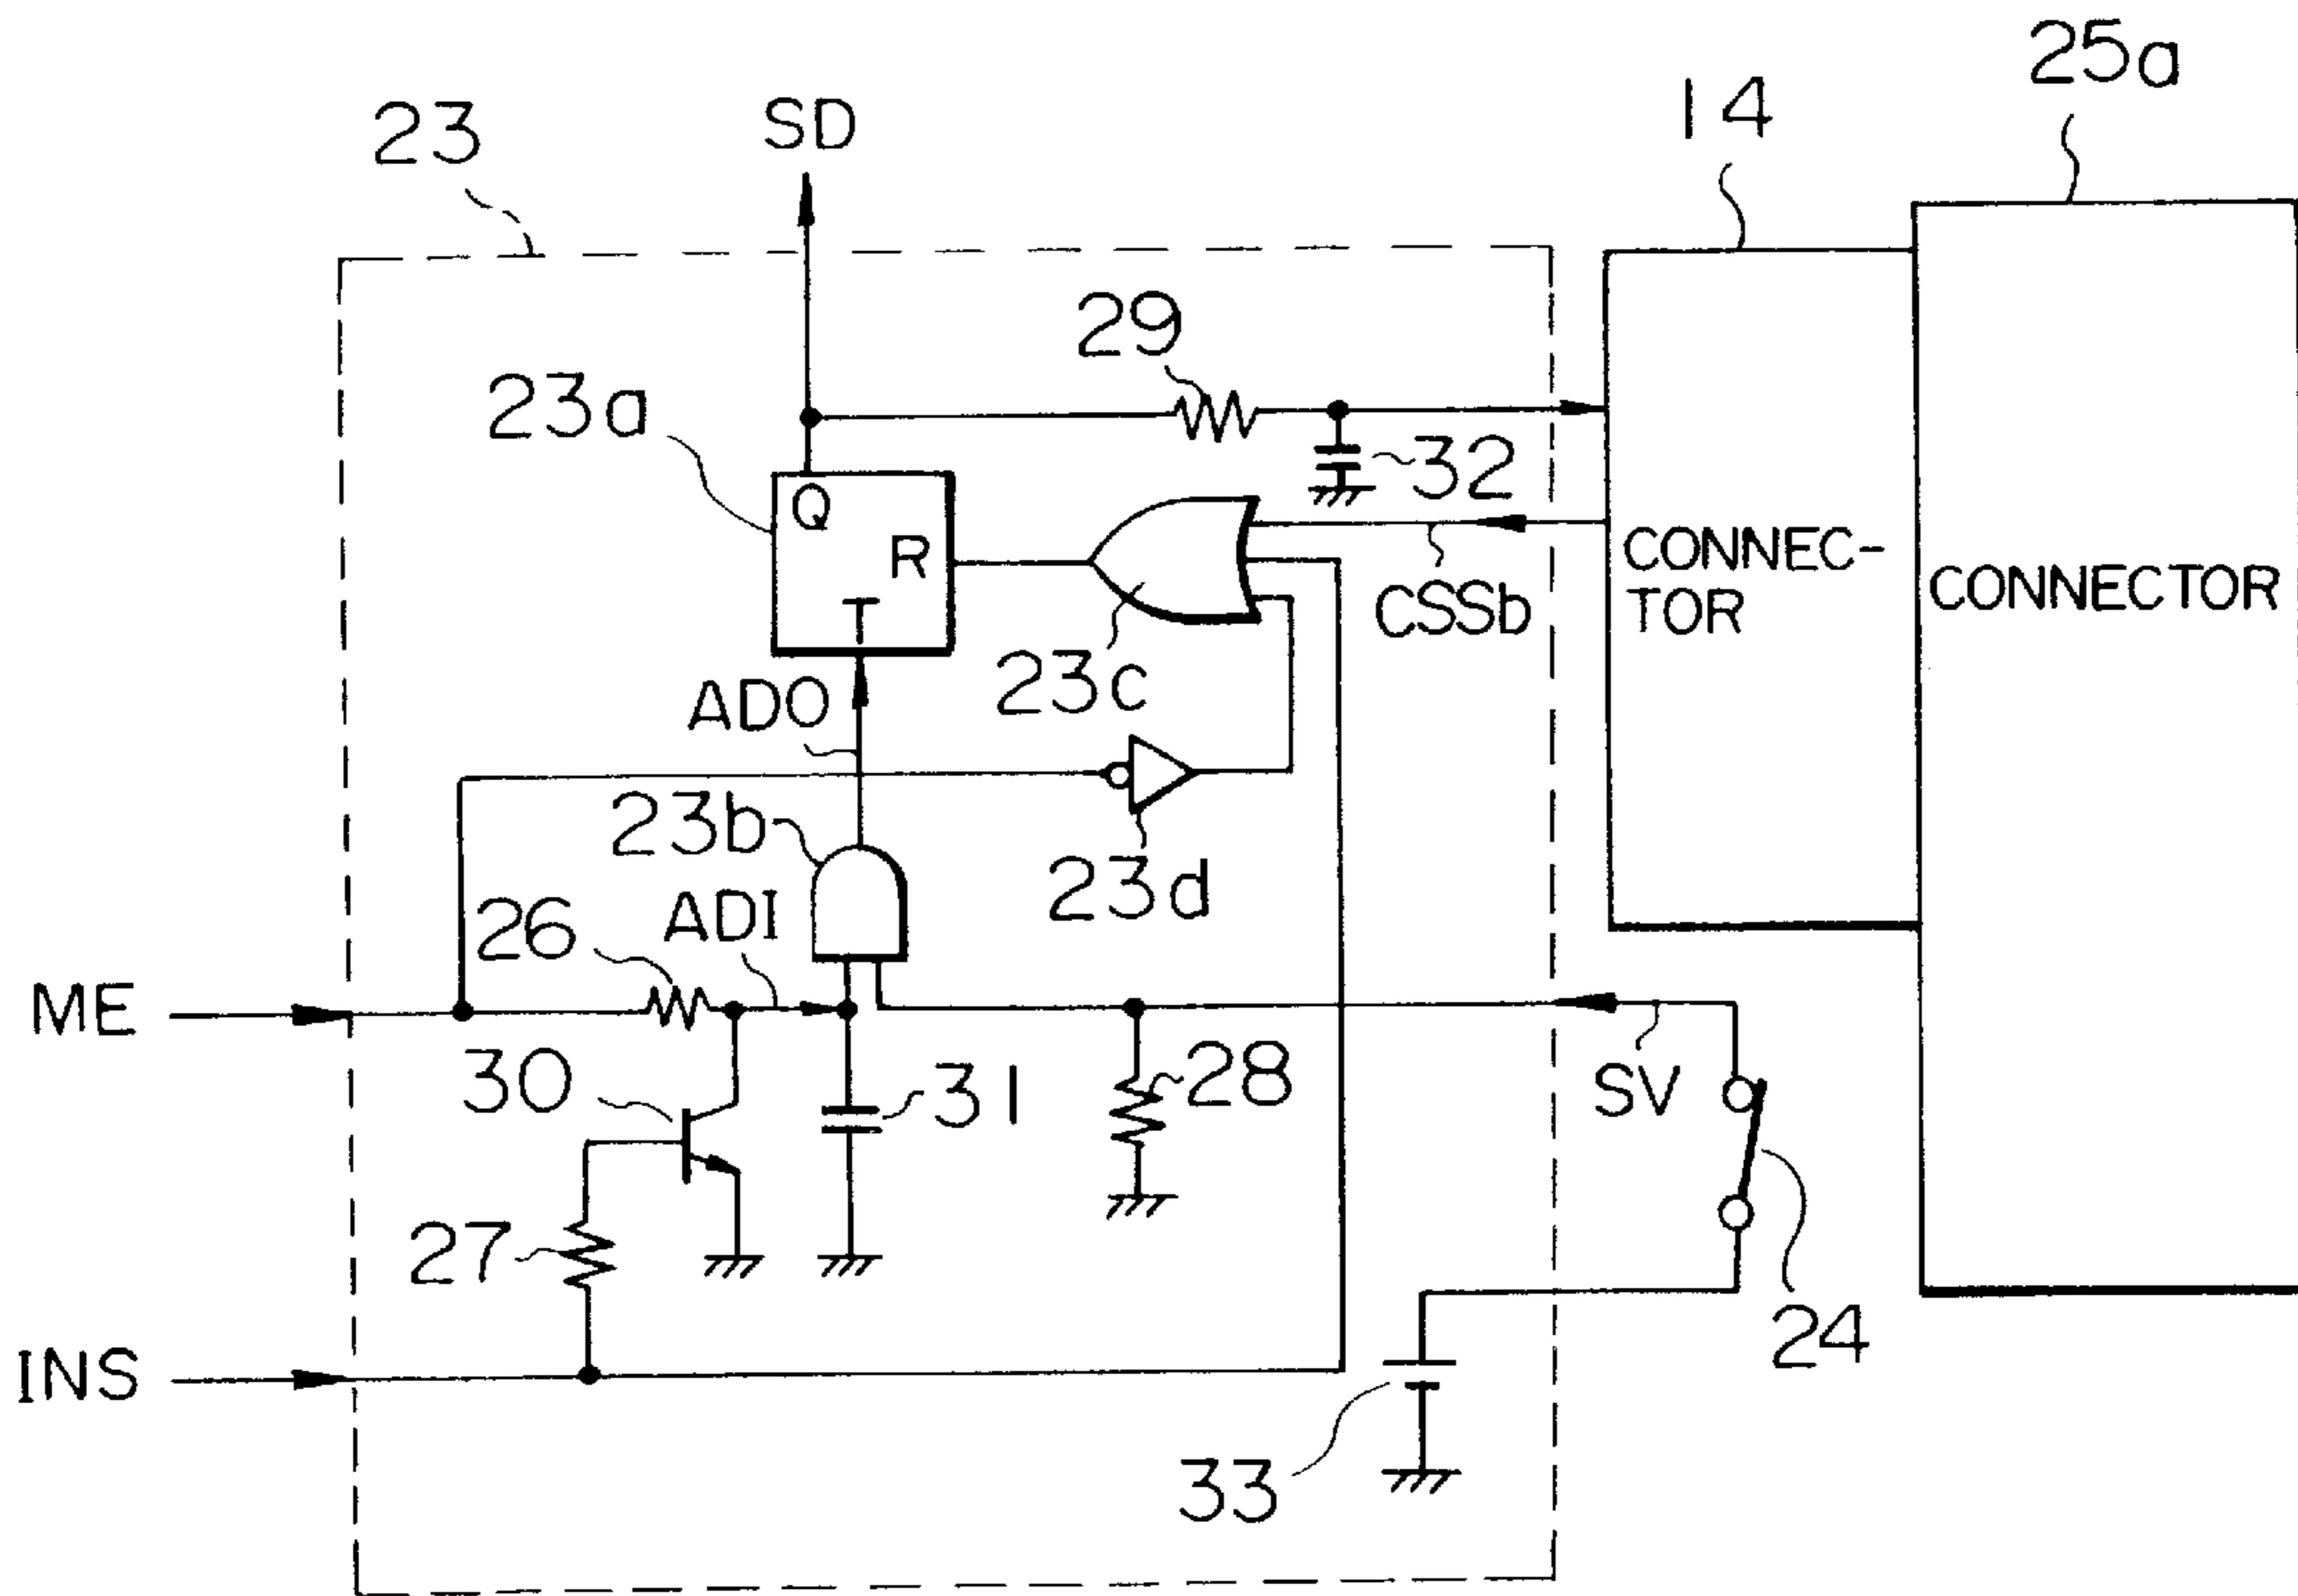 25a
14
SD
23
29
23a
32
Q
R
T
CONNEC-
TOR
CONNECTOR
CSSb
23c
ADO
23b
23d
26
ADI
ME
30
31
28
SV
27
24
INS
33